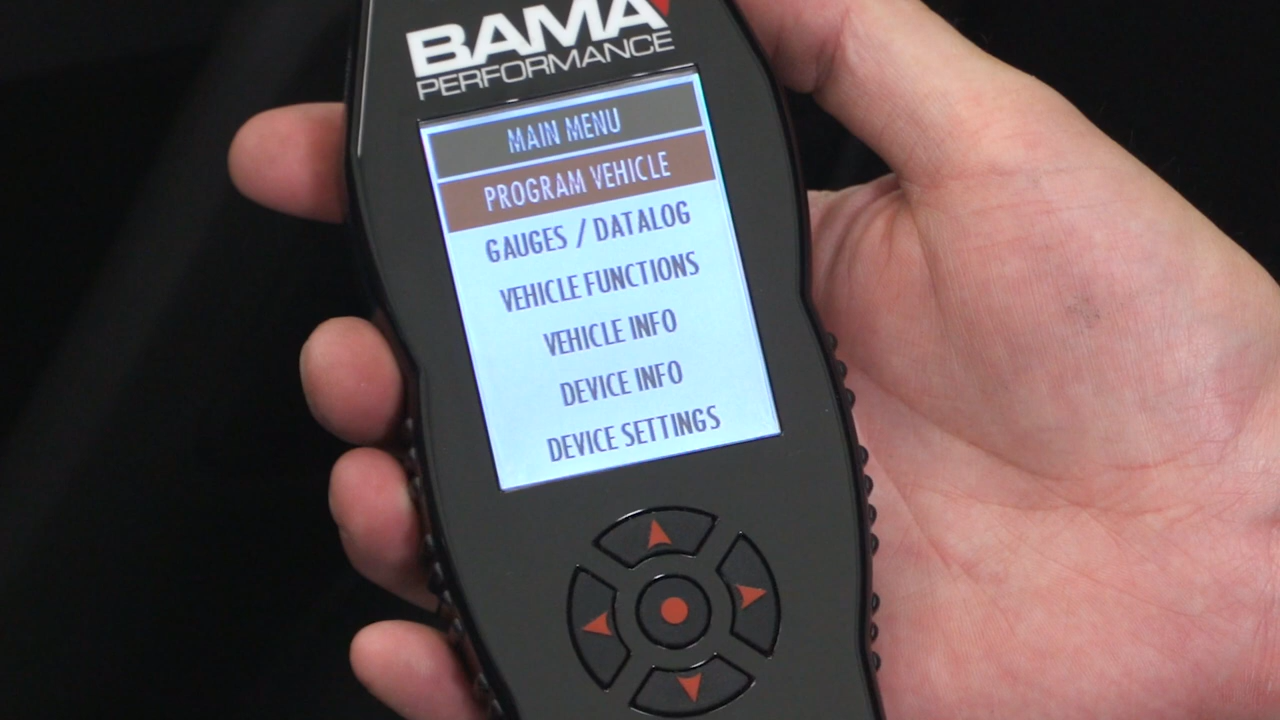 BAMA
PERFORMANCE
MAIN MENU
PROGRAM VEHICLE
GAUGES / DATALOG
VEHICLE FUNCTIONS
VEHICLE INFO
DEVICE INFO
DEVICE SETTINGS